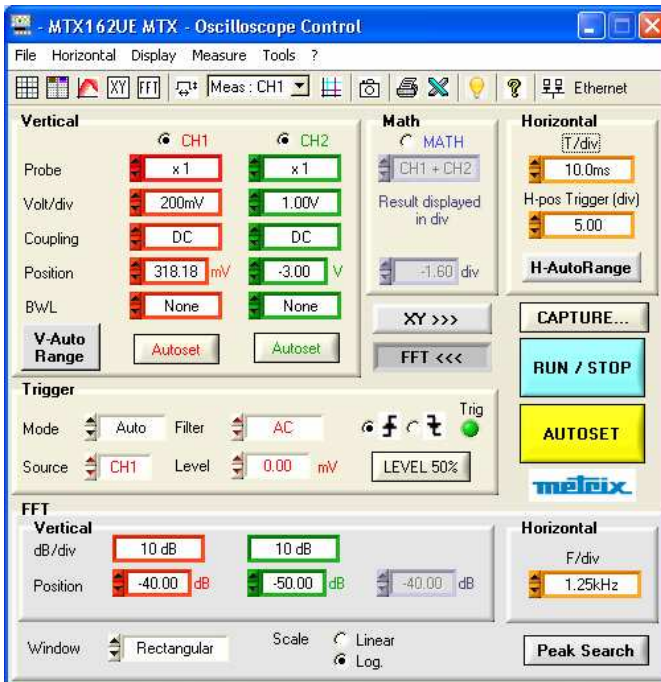 - MTX162UE MTX - Oscilloscope Control
File Horizontal Display Measure Tools ?
XY FFT Meas : CH1 Ethernet
Vertical
CH1 CH2
Probe x 1 x 1
Volt/div 200mV 1.00V
Coupling DC DC
Position 318.18 mV -3.00 V
BWL None None
V-Auto
Range
Autoset Autoset
Math
MATH
CH1 + CH2
Result displayed
in div
-1.60 div
XY >>>
FFT <<<
Horizontal
T/div
10.0ms
H-pos Trigger (div)
5.00
H-AutoRange
CAPTURE...
RUN / STOP
AUTOSET
metrix
Trigger
Mode Auto Filter AC Trig
Source CH1 Level 0.00 mV LEVEL 50%
FFT
Vertical
dB/div 10 dB 10 dB
Position -40.00 dB -50.00 dB -40.00 dB
Horizontal
F/div
1.25kHz
Window Rectangular Scale Linear
Log.
Peak Search